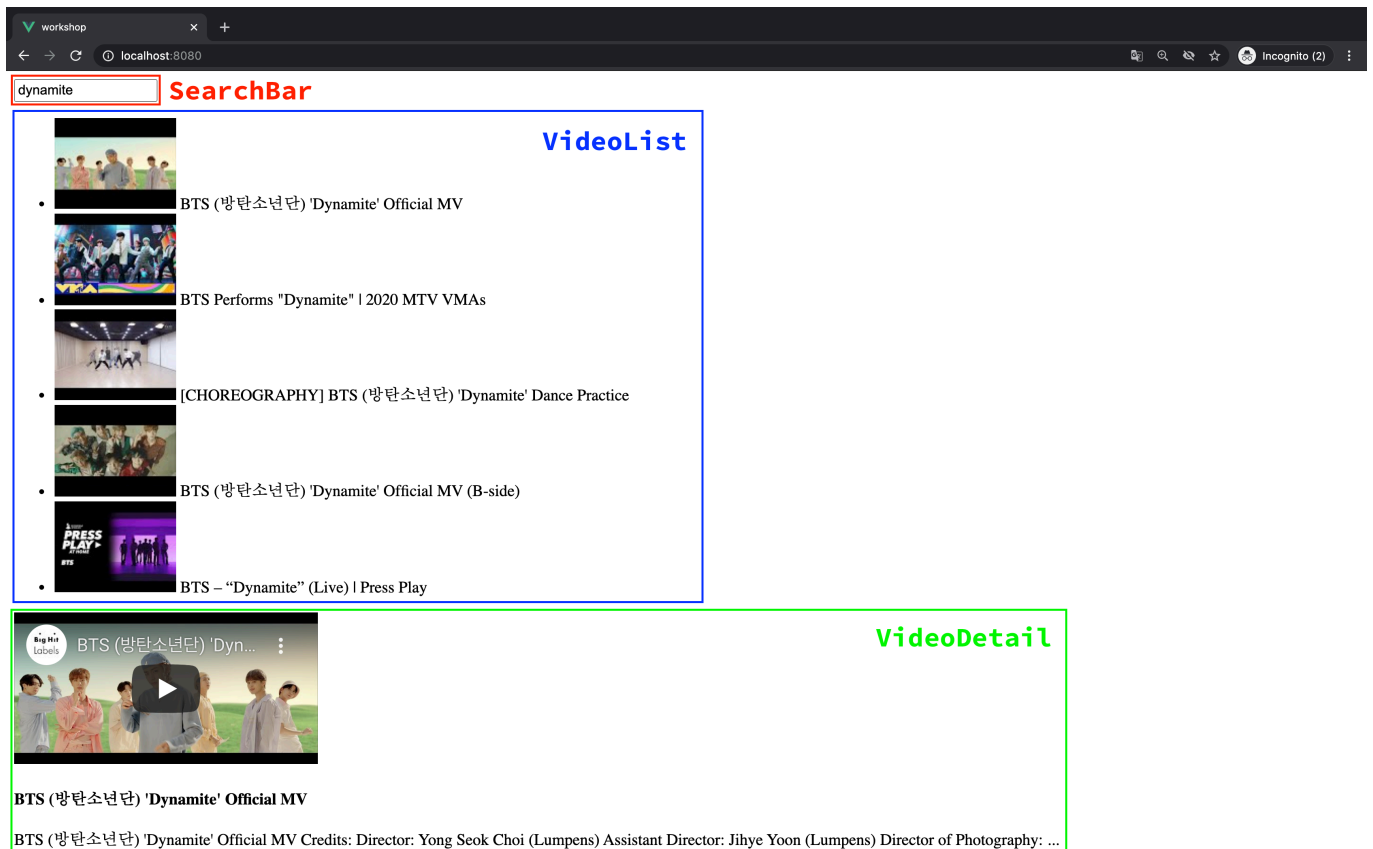 workshop
localhost:8080
Incognito (2)
dynamite
SearchBar
VideoList
BTS (방탄소년단) 'Dynamite' Official MV
BTS Performs "Dynamite" | 2020 MTV VMAs
[CHOREOGRAPHY] BTS (방탄소년단) 'Dynamite' Dance Practice
BTS (방탄소년단) 'Dynamite' Official MV (B-side)
PRESS
PLAY
AT HOME
BTS
BTS – “Dynamite” (Live) | Press Play
VideoDetail
Big Hit
Labels
BTS (방탄소년단) 'Dyn...
BTS (방탄소년단) 'Dynamite' Official MV
BTS (방탄소년단) 'Dynamite' Official MV Credits: Director: Yong Seok Choi (Lumpens) Assistant Director: Jihye Yoon (Lumpens) Director of Photography: ...